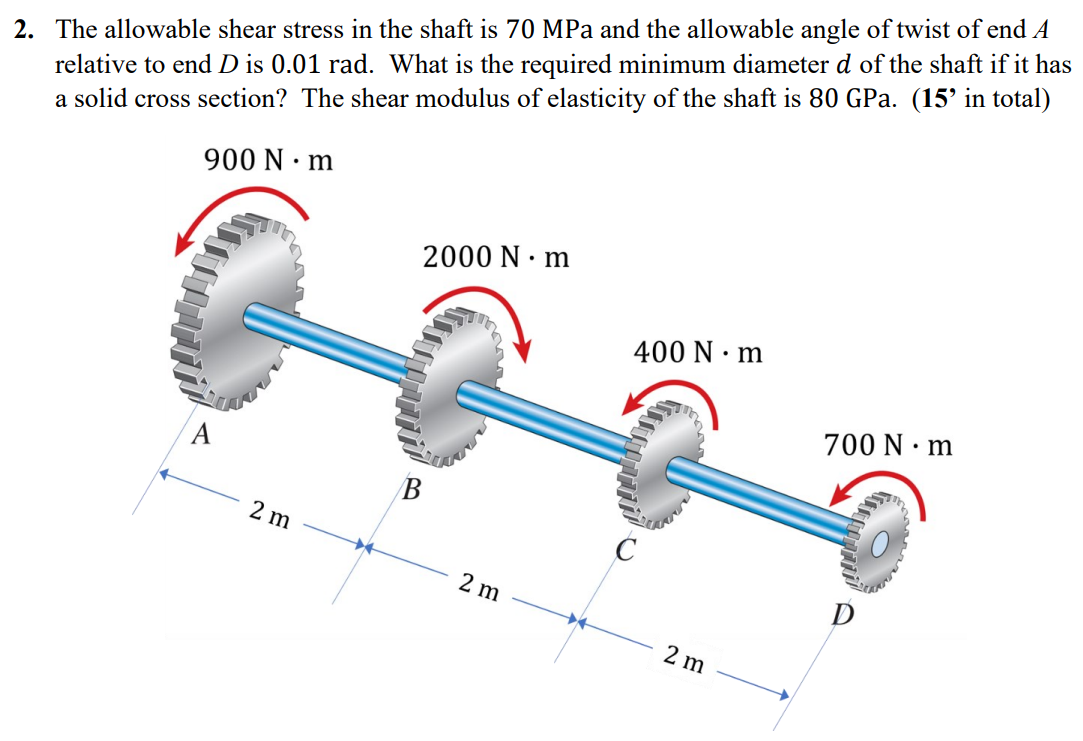 2. The allowable shear stress in the shaft is 70 MPa and the allowable angle of twist of end A
relative to end D is 0.01 rad. What is the required minimum diameter d of the shaft if it has
a solid cross section? The shear modulus of elasticity of the shaft is 80 GPa. (15’ in total)
900 N · m
2000 N · m
400 N · m
700 N · m
A
B
C
D
2 m
2 m
2 m